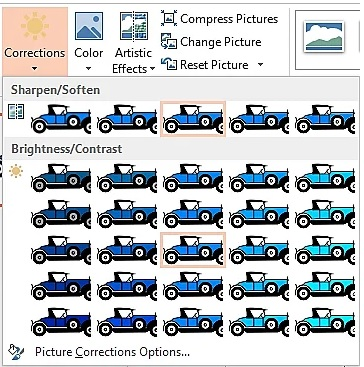 Corrections
Color
Artistic
Effects
Compress Pictures
Change Picture
Reset Picture
Sharpen/Soften
Brightness/Contrast
Picture Corrections Options...